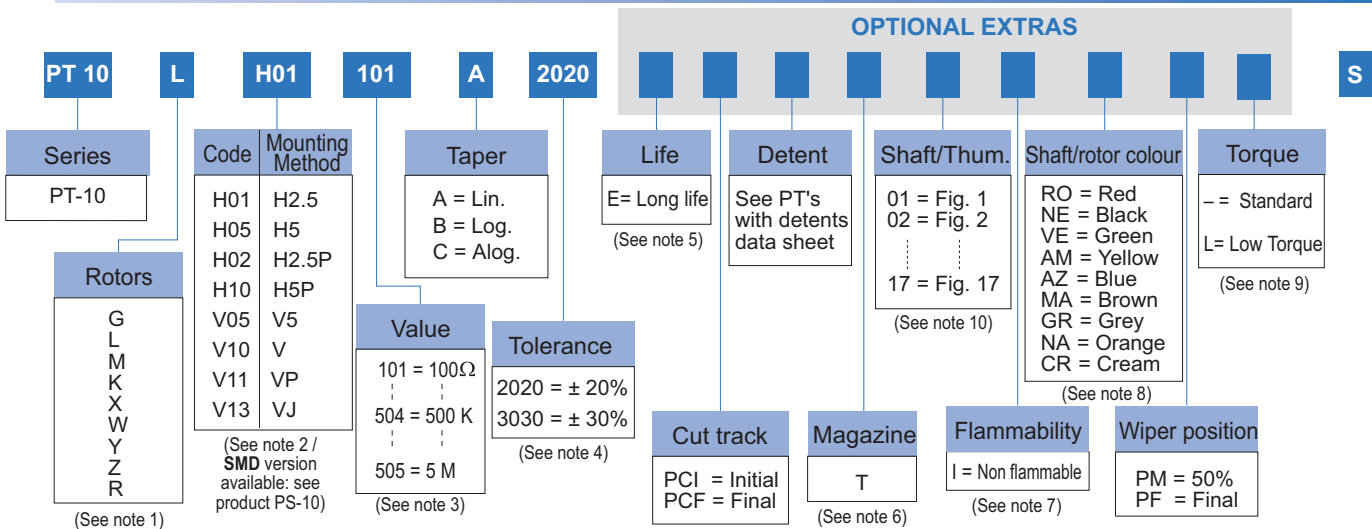 OPTIONAL EXTRAS
PT 10 L H01 101 A 2020 S
Series
PT-10
Rotors
G
L
M
K
X
W
Y
Z
R
(See note 1)
Code Mounting Method
H01 H2.5
H05 H5
H02 H2.5P
H10 H5P
V05 V5
V10 V
V11 VP
V13 VJ
(See note 2 /
SMD version
available: see
product PS-10)
Value
101 = 100Ω
504 = 500 K
505 = 5 M
(See note 3)
Taper
A = Lin.
B = Log.
C = Alog.
Tolerance
2020 = ± 20%
3030 = ± 30%
(See note 4)
Life
E= Long life
(See note 5)
Cut track
PCI = Initial
PCF = Final
Detent
See PT's
with detents
data sheet
Magazine
T
(See note 6)
Shaft/Thum.
01 = Fig. 1
02 = Fig. 2
17 = Fig. 17
(See note 10)
Flammability
I = Non flammable
(See note 7)
Shaft/rotor colour
RO = Red
NE = Black
VE = Green
AM = Yellow
AZ = Blue
MA = Brown
GR = Grey
NA = Orange
CR = Cream
(See note 8)
Wiper position
PM = 50%
PF = Final
Torque
– = Standard
L= Low Torque
(See note 9)